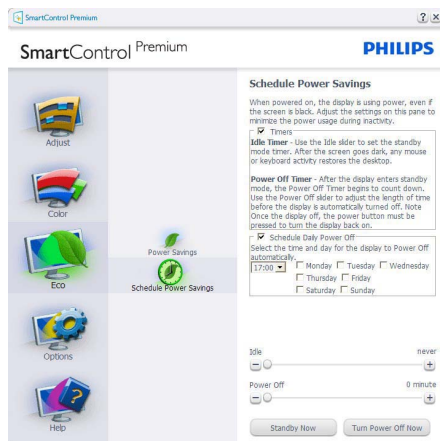 SmartControl Premium
SmartControl Premium
PHILIPS
Adjust
Color
Eco
Options
Help
Power Savings
Schedule Power Savings
Schedule Power Savings
When powered on, the display is using power, even if
the screen is black. Adjust the settings on this pane to
minimize the power usage during inactivity.
Timers
Idle Timer - Use the Idle slider to set the standby
mode timer. After the screen goes dark, any mouse
or keyboard activity restores the desktop.
Power Off Timer - After the display enters standby
mode, the Power Off Timer begins to count down.
Use the Power Off slider to adjust the length of time
before the display is automatically turned off. Note
Once the display off, the power button must be
pressed to turn the display back on.
Schedule Daily Power Off
Select the time and day for the display to Power Off
automatically.
17:00 Monday Tuesday Wednesday
Thursday Friday
Saturday Sunday
Idle never
Power Off 0 minute
Standby Now Turn Power Off Now